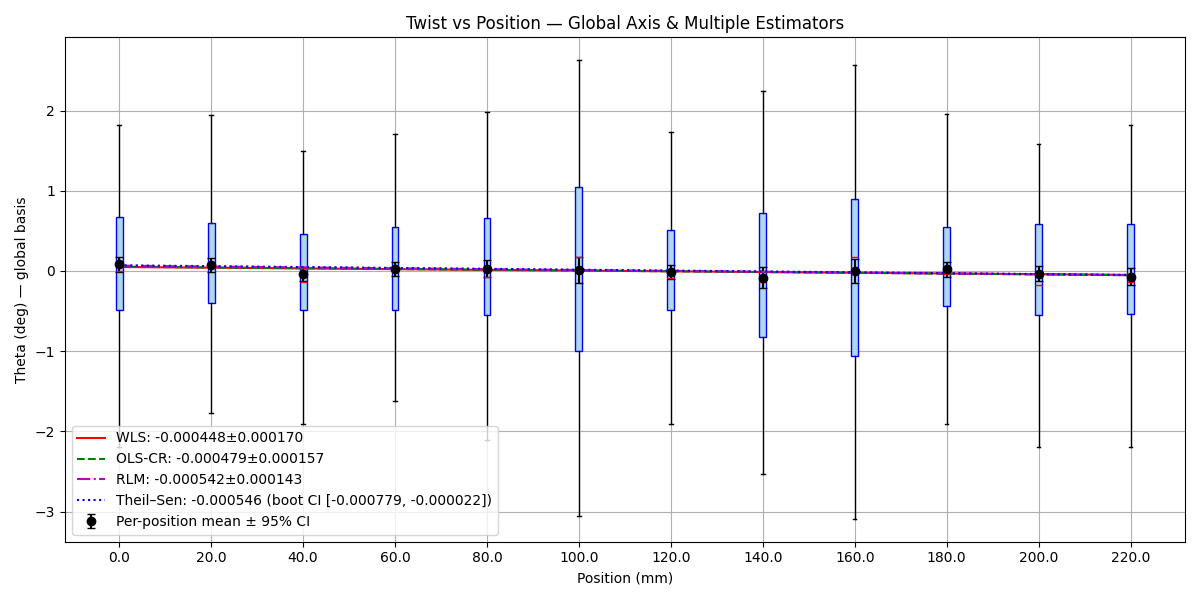 Twist vs Position — Global Axis & Multiple Estimators
Theta (deg) — global basis
2
1
0
−1
−2
−3
WLS: -0.000448±0.000170
OLS-CR: -0.000479±0.000157
RLM: -0.000542±0.000143
Theil–Sen: -0.000546 (boot CI [-0.000779, -0.000022])
Per-position mean ± 95% CI
0.0 20.0 40.0 60.0 80.0 100.0 120.0 140.0 160.0 180.0 200.0 220.0
Position (mm)